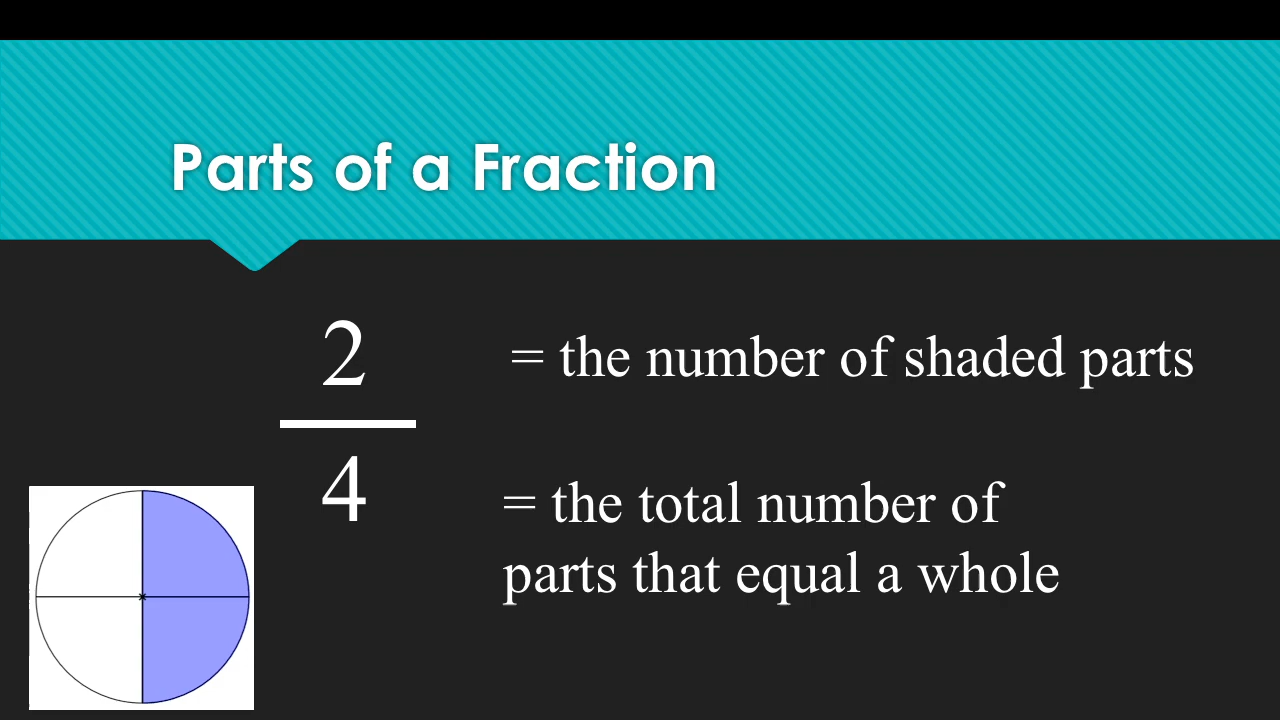 Parts of a Fraction
2
= the number of shaded parts
4
= the total number of
parts that equal a whole